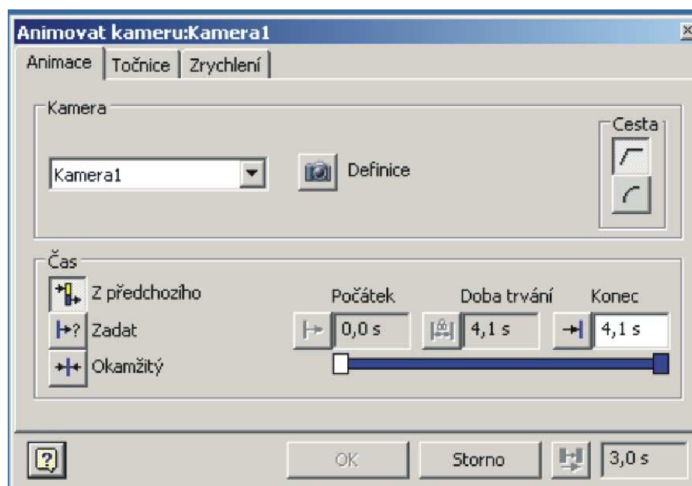 Animovat kameru:Kamera1
Animace Točnice Zrychlení
Kamera
Cesta
Kamera1 Definice
Čas
Z předchozího Počátek Doba trvání Konec
Zadat 0,0 s 4,1 s 4,1 s
Okamžitý
OK Storno 3,0 s